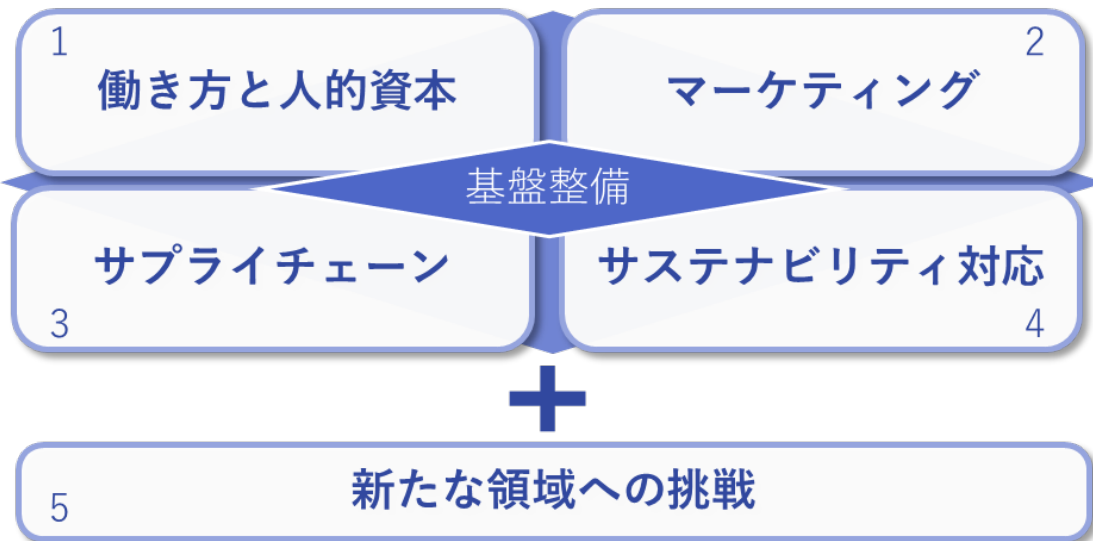 1
働き方と人的資本
2
マーケティング
基盤整備
サプライチェーン
3
サステナビリティ対応
4
+
新たな領域への挑戦
5